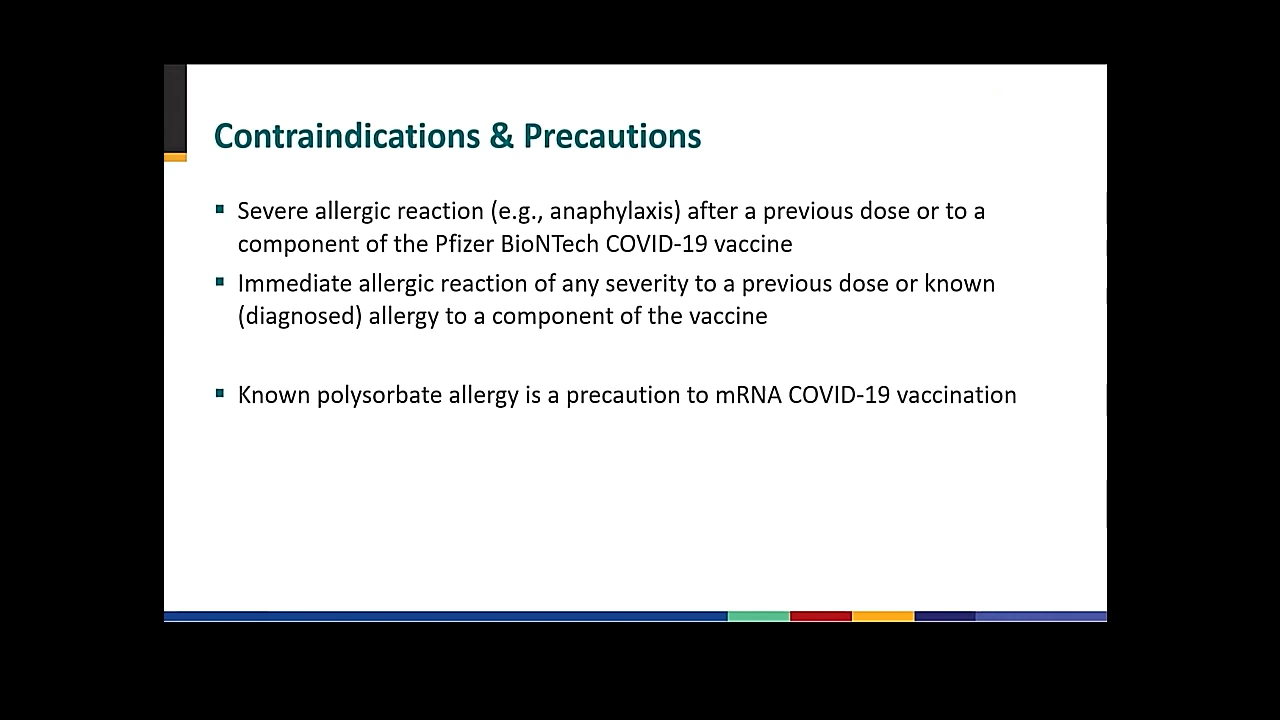 Contraindications & Precautions
▪ Severe allergic reaction (e.g., anaphylaxis) after a previous dose or to a
component of the Pfizer BioNTech COVID-19 vaccine
▪ Immediate allergic reaction of any severity to a previous dose or known
(diagnosed) allergy to a component of the vaccine
▪ Known polysorbate allergy is a precaution to mRNA COVID-19 vaccination